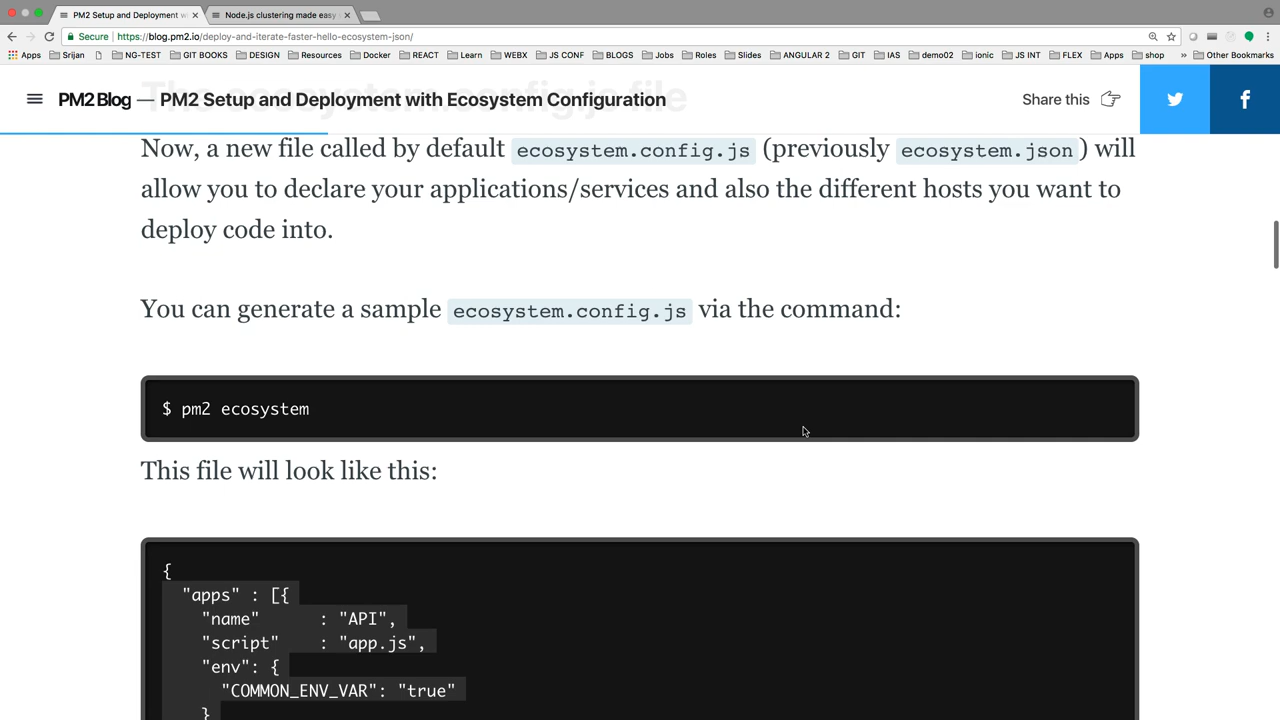 PM2 Setup and Deployment w
Node.js clustering made easy
Secure
https://blog.pm2.io/deploy-and-iterate-faster-hello-ecosystem-json/
Apps Srijan NG-TEST GIT BOOKS DESIGN Resources Docker REACT Learn WEBX JS CONF BLOGS Jobs Roles Slides ANGULAR 2 GIT IAS demo02 ionic JS INT FLEX Apps shop » Other Bookmarks
The ecosystem.config.js file
PM2 Blog — PM2 Setup and Deployment with Ecosystem Configuration
Share this
Now, a new file called by default ecosystem.config.js (previously ecosystem.json) will
allow you to declare your applications/services and also the different hosts you want to
deploy code into.
You can generate a sample ecosystem.config.js via the command:
$ pm2 ecosystem
This file will look like this:
{
"apps" : [{
"name" : "API",
"script" : "app.js",
"env": {
"COMMON_ENV_VAR": "true"
}